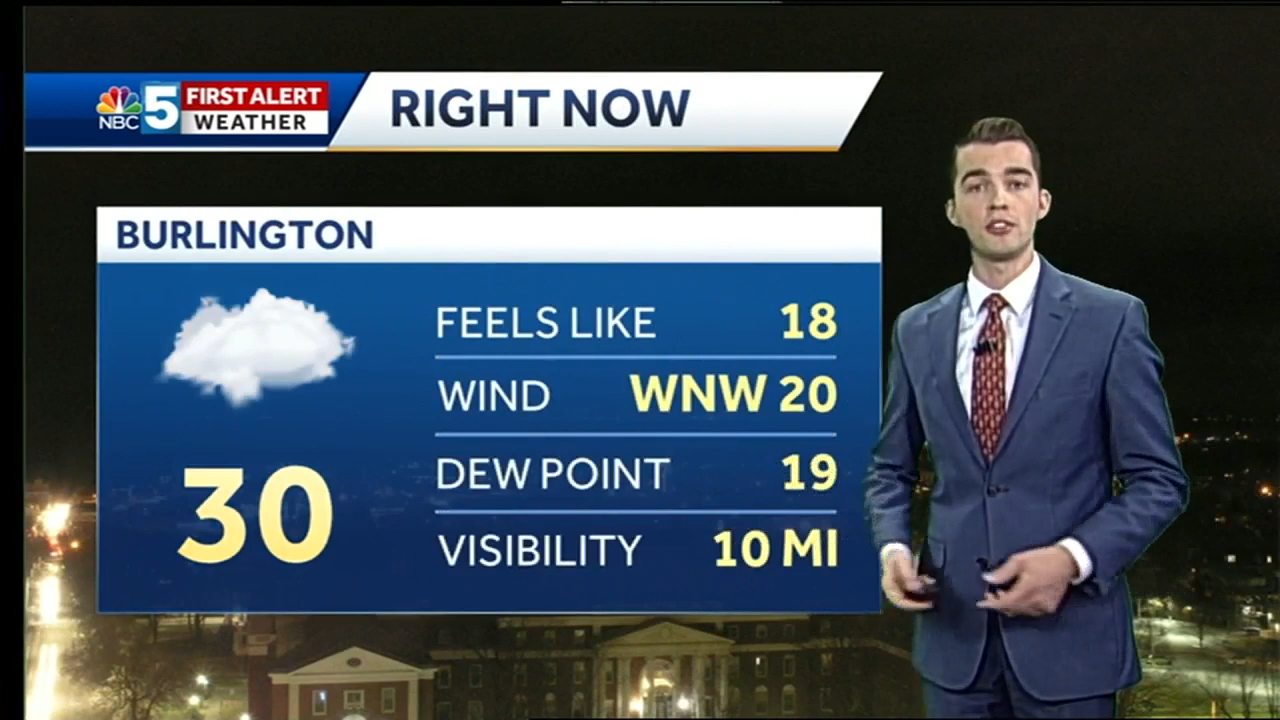 NBC 5 FIRST ALERT WEATHER
RIGHT NOW
BURLINGTON
FEELS LIKE 18
WIND WNW 20
30
DEW POINT 19
VISIBILITY 10 MI